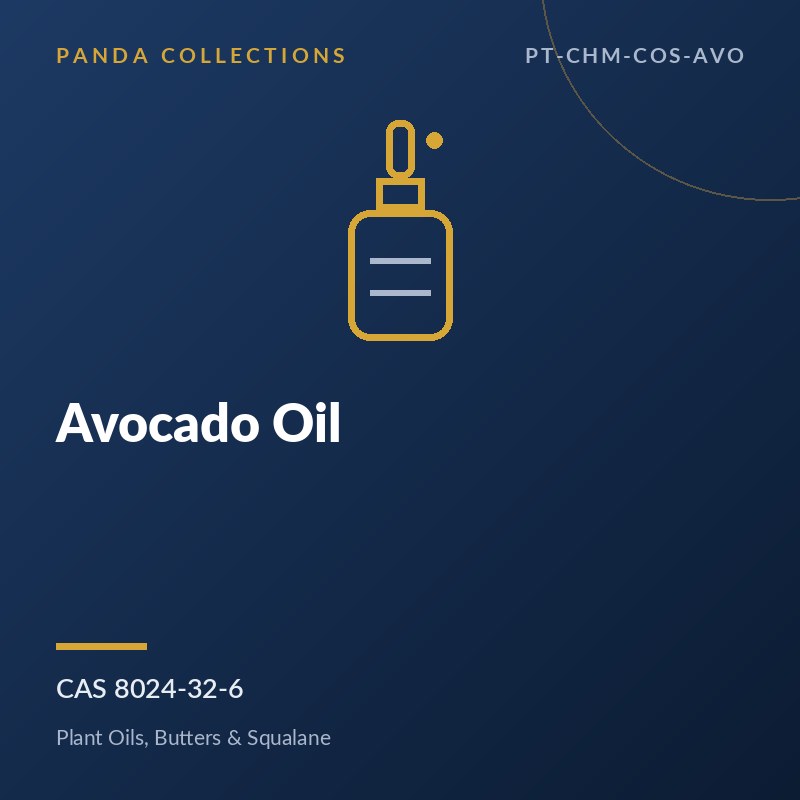 PANDA COLLECTIONS
PT-CHM-COS-AVO
Avocado Oil
CAS 8024-32-6
Plant Oils, Butters & Squalane